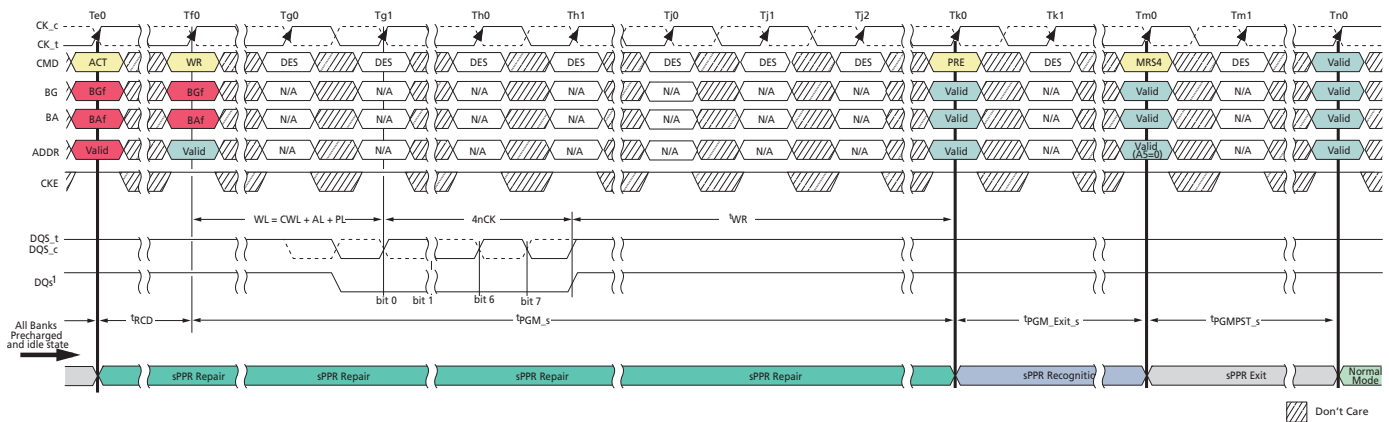 Te0 Tf0 Tg0 Tg1 Th0 Th1 Tj0 Tj1 Tj2 Tk0 Tk1 Tm0 Tm1 Tn0
CK_c
CK_t
CMD ACT WR DES DES DES DES DES DES DES PRE DES MRS4 DES Valid
BG BGf BGf N/A N/A N/A N/A N/A N/A N/A Valid N/A Valid N/A Valid
BA BAf BAf N/A N/A N/A N/A N/A N/A N/A Valid N/A Valid N/A Valid
ADDR Valid Valid N/A N/A N/A N/A N/A N/A N/A Valid N/A Valid (A5=0) N/A Valid
CKE
WL = CWL + AL + PL 4nCK tWR
DQS_t
DQS_c
DQs1
bit 0 bit 1 bit 6 bit 7
All Banks
Precharged
and idle state
tRCD tPGM_s tPGM_Exit_s tPGMPST_s
sPPR Repair sPPR Repair sPPR Repair sPPR Repair sPPR Recognitic sPPR Exit Normal
Mode
Don't Care